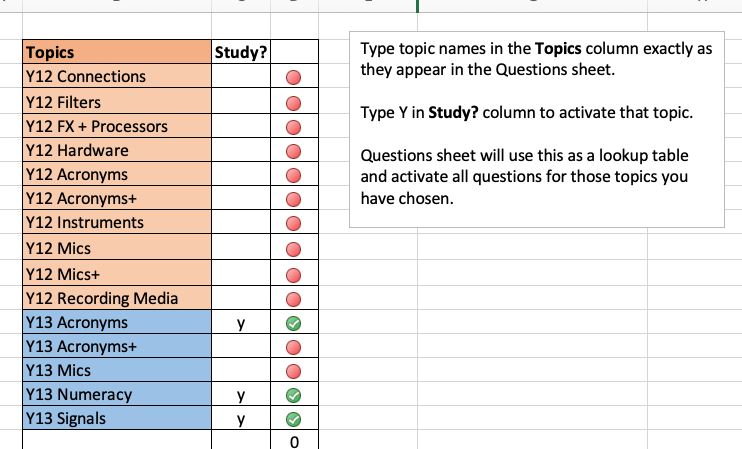 Topics Study?
Y12 Connections
Y12 Filters
Y12 FX + Processors
Y12 Hardware
Y12 Acronyms
Y12 Acronyms+
Y12 Instruments
Y12 Mics
Y12 Mics+
Y12 Recording Media
Y13 Acronyms y
Y13 Acronyms+
Y13 Mics
Y13 Numeracy y
Y13 Signals y
0
Type topic names in the Topics column exactly as
they appear in the Questions sheet.
Type Y in Study? column to activate that topic.
Questions sheet will use this as a lookup table
and activate all questions for those topics you
have chosen.